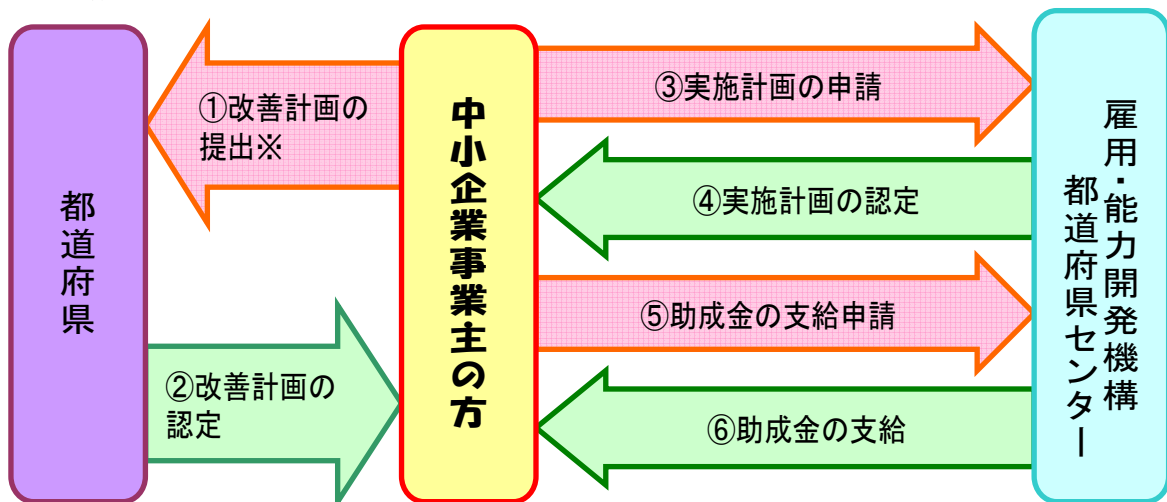 都道府県
①改善計画の
提出※
②改善計画の
認定
中小企業事業主の方
③実施計画の申請
④実施計画の認定
⑤助成金の支給申請
⑥助成金の支給
雇用・能力開発機構
都道府県センター